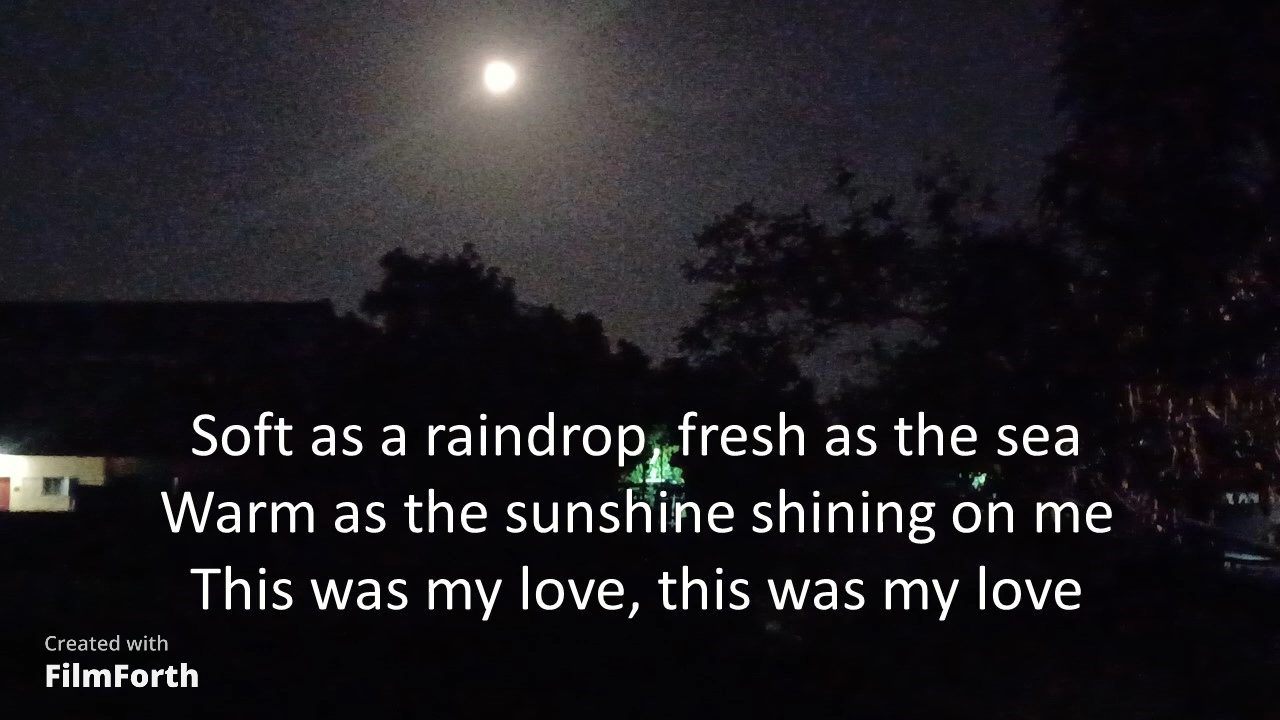 Soft as a raindrop, fresh as the sea
Warm as the sunshine shining on me
This was my love, this was my love
Created with
FilmForth